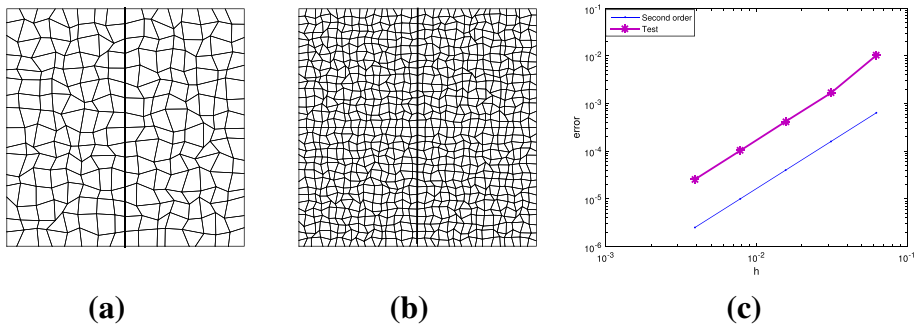 Second order
Test
10^-1
10^-2
10^-3
10^-4
10^-5
10^-6
error
10^-3
10^-2
10^-1
h
(a)
(b)
(c)